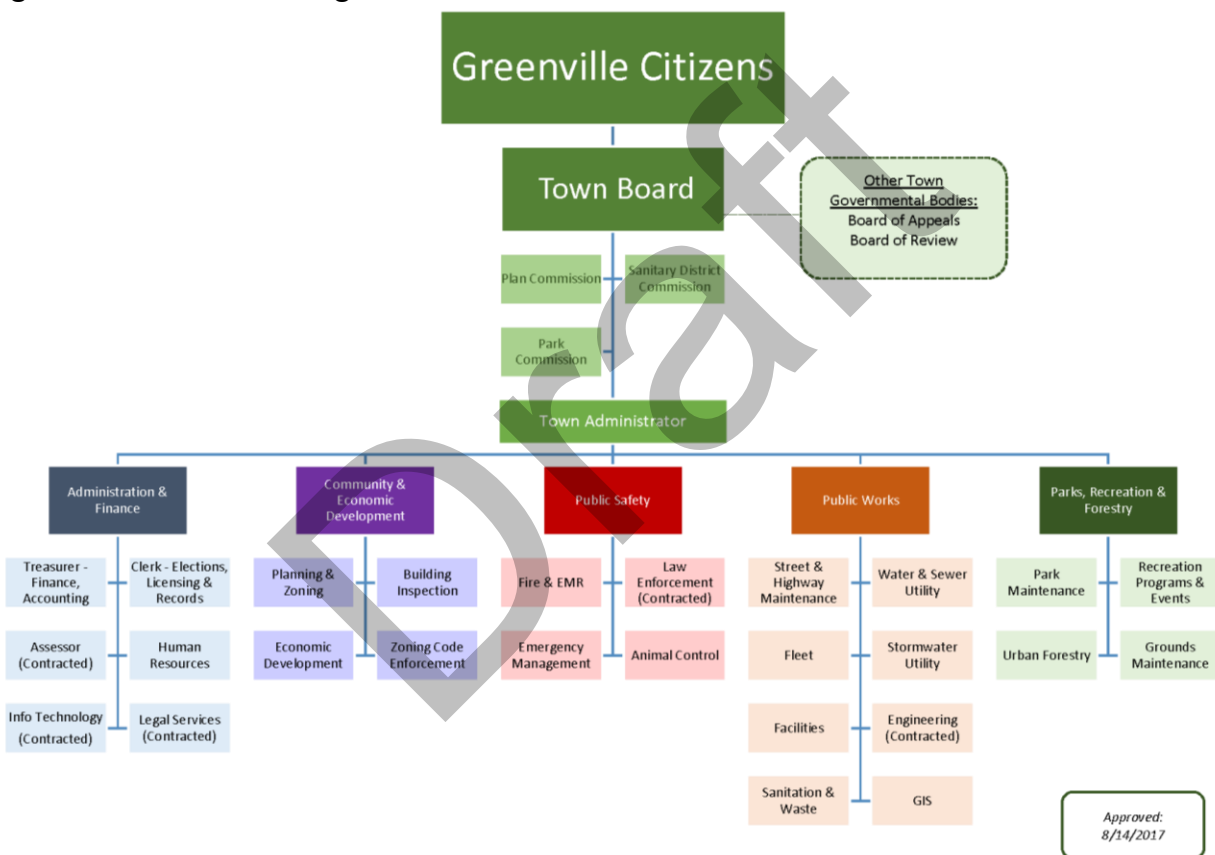 Greenville Citizens
Town Board
Other Town
Governmental Bodies:
Board of Appeals
Board of Review
Plan Commission
Sanitary District
Commission
Park
Commission
Town Administrator
Administration &
Finance
Community &
Economic
Development
Public Safety
Public Works
Parks, Recreation &
Forestry
Treasurer -
Finance,
Accounting
Clerk - Elections,
Licensing &
Records
Assessor
(Contracted)
Human
Resources
Info Technology
(Contracted)
Legal Services
(Contracted)
Planning &
Zoning
Building
Inspection
Economic
Development
Zoning Code
Enforcement
Fire & EMR
Law
Enforcement
(Contracted)
Emergency
Management
Animal Control
Street &
Highway
Maintenance
Water & Sewer
Utility
Fleet
Stormwater
Utility
Facilities
Engineering
(Contracted)
Sanitation &
Waste
GIS
Park
Maintenance
Recreation
Programs &
Events
Urban Forestry
Grounds
Maintenance
Approved:
8/14/2017
Draft